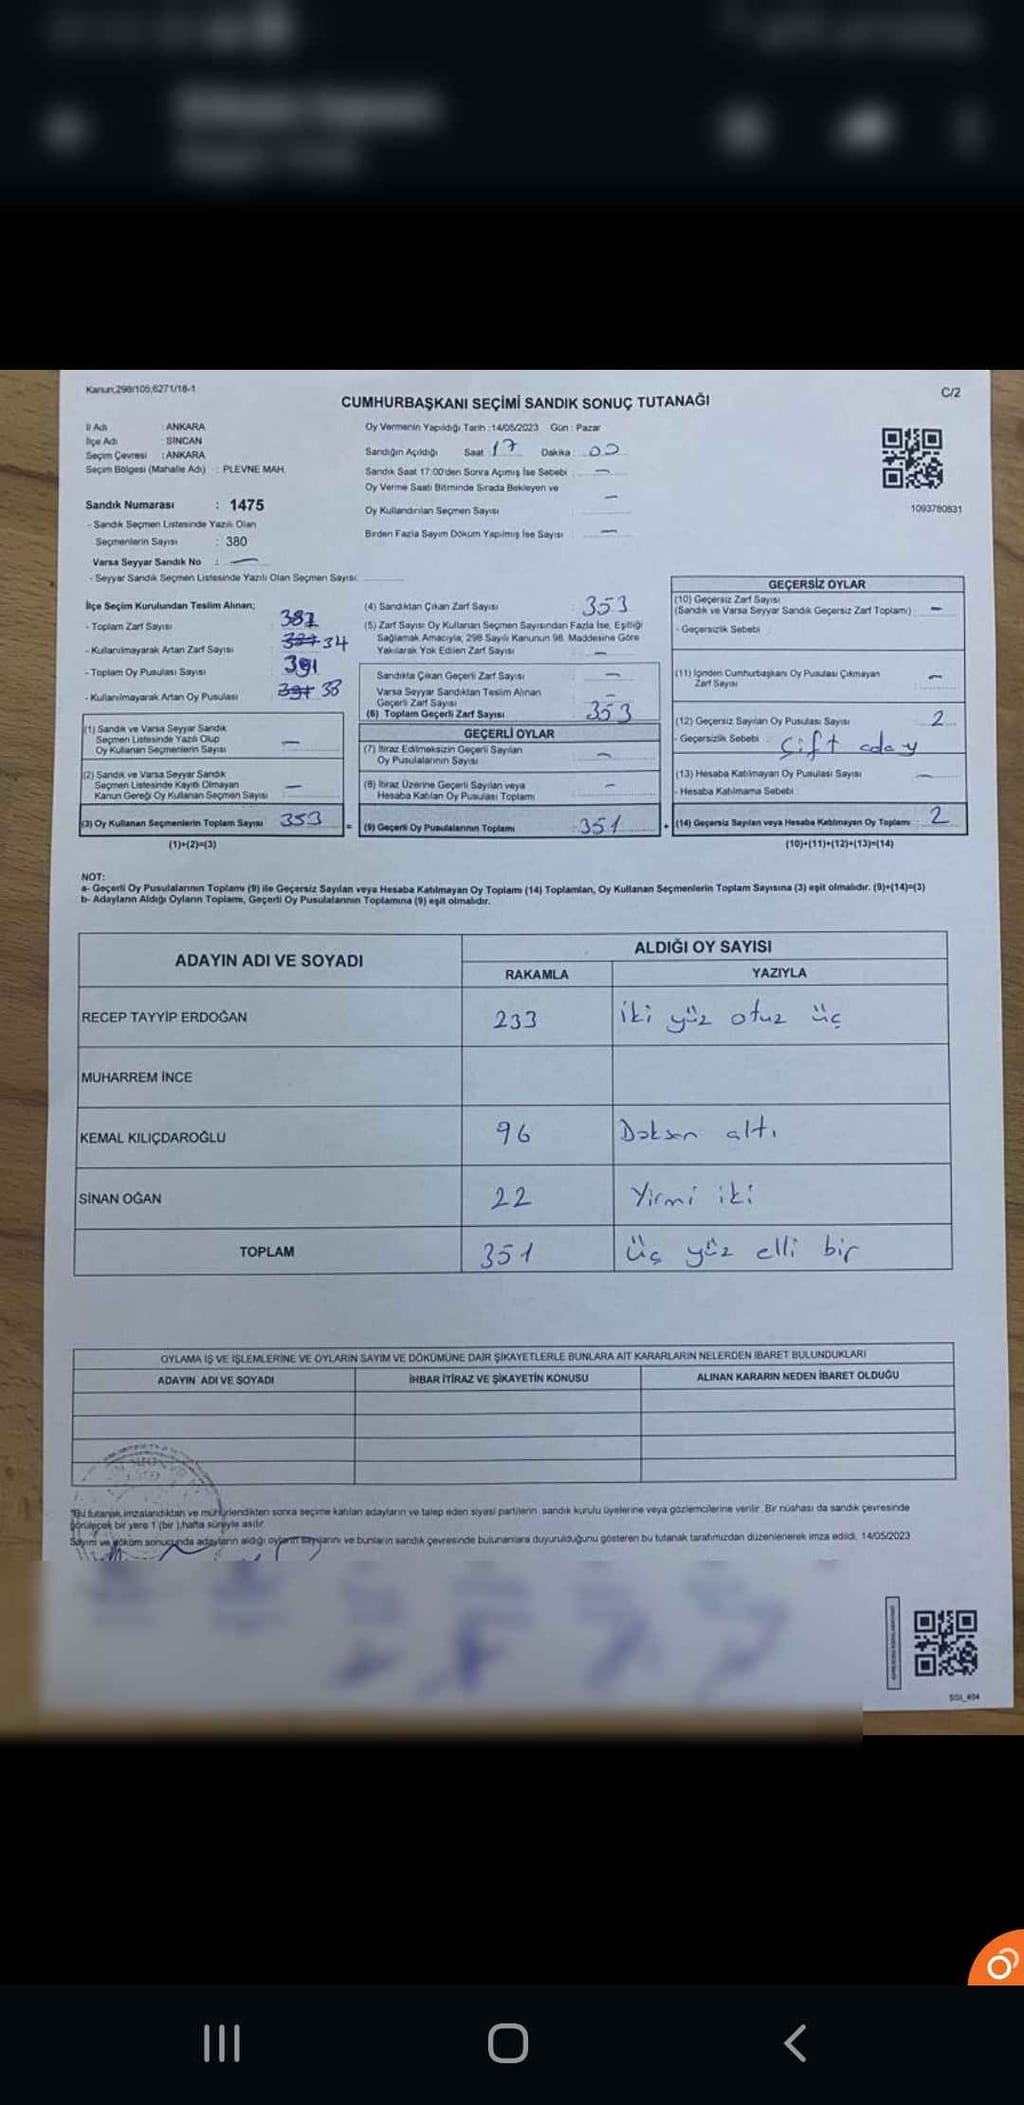 Kanun;298/105;6271/18-1
C/2
CUMHURBAŞKANI SEÇİMİ SANDIK SONUÇ TUTANAĞI
İl Adı : ANKARA
İlçe Adı : SİNCAN
Seçim Çevresi : ANKARA
Seçim Bölgesi (Mahalle Adı) : PLEVNE MAH.
Oy Vermenin Yapıldığı Tarih :14/05/2023 Gün : Pazar
Sandığın Açıldığı Saat 17 Dakika : 00
Sandık Saat 17:00'den Sonra Açılmış İse Sebebi : —
Oy Verme Saati Bitiminde Sırada Bekleyen ve
Oy Kullandırılan Seçmen Sayısı : —
Birden Fazla Sayım Döküm Yapılmış İse Sayısı : —
1093780831
Sandık Numarası : 1475
- Sandık Seçmen Listesinde Yazılı Olan
Seçmenlerin Sayısı : 380
Varsa Seyyar Sandık No : —
- Seyyar Sandık Seçmen Listesinde Yazılı Olan Seçmen Sayısı:
İlçe Seçim Kurulundan Teslim Alınan;
- Toplam Zarf Sayısı 387
- Kullanılmayarak Artan Zarf Sayısı 34
- Toplam Oy Pusulası Sayısı 391
- Kullanılmayarak Artan Oy Pusulası 38
(1) Sandık ve Varsa Seyyar Sandık
Seçmen Listesinde Yazılı Olup
Oy Kullanan Seçmenlerin Sayısı : —
(2) Sandık ve Varsa Seyyar Sandık
Seçmen Listesinde Kayıtlı Olmayan
Kanun Gereği Oy Kullanan Seçmen Sayısı : —
(3) Oy Kullanan Seçmenlerin Toplam Sayısı 353 =
(1)+(2)=(3)
(4) Sandıktan Çıkan Zarf Sayısı : 353
(5) Zarf Sayısı Oy Kullanan Seçmen Sayısından Fazla İse, Eşitliği
Sağlamak Amacıyla; 298 Sayılı Kanunun 98. Maddesine Göre
Yakılarak Yok Edilen Zarf Sayısı : —
Sandıkta Çıkan Geçerli Zarf Sayısı : —
Varsa Seyyar Sandıktan Teslim Alınan
Geçerli Zarf Sayısı : —
(6) Toplam Geçerli Zarf Sayısı : 353
GEÇERLİ OYLAR
(7) İtiraz Edilmeksizin Geçerli Sayılan
Oy Pusulalarının Sayısı : —
(8) İtiraz Üzerine Geçerli Sayılan veya
Hesaba Katılan Oy Pusulası Toplamı : —
(9) Geçerli Oy Pusulalarının Toplamı : 351 +
GEÇERSİZ OYLAR
(10) Geçersiz Zarf Sayısı
(Sandık ve Varsa Seyyar Sandık Geçersiz Zarf Toplamı) : —
- Geçersizlik Sebebi :
(11) İçinden Cumhurbaşkanı Oy Pusulası Çıkmayan
Zarf Sayısı : —
(12) Geçersiz Sayılan Oy Pusulası Sayısı : 2
- Geçersizlik Sebebi : Çift aday
(13) Hesaba Katılmayan Oy Pusulası Sayısı : —
- Hesaba Katılmama Sebebi :
(14) Geçersiz Sayılan veya Hesaba Katılmayan Oy Toplamı : 2
(10)+(11)+(12)+(13)=(14)
NOT:
a- Geçerli Oy Pusulalarının Toplamı (9) ile Geçersiz Sayılan veya Hesaba Katılmayan Oy Toplamı (14) Toplamları, Oy Kullanan Seçmenlerin Toplam Sayısına (3) eşit olmalıdır. (9)+(14)=(3)
b- Adayların Aldığı Oyların Toplamı, Geçerli Oy Pusulalarının Toplamına (9) eşit olmalıdır.
ADAYIN ADI VE SOYADI
ALDIĞI OY SAYISI
RAKAMLA YAZIYLA
RECEP TAYYİP ERDOĞAN 233 iki yüz otuz üç
MUHARREM İNCE
KEMAL KILIÇDAROĞLU 96 Doksan altı
SİNAN OĞAN 22 Yirmi iki
TOPLAM 351 üç yüz elli bir
OYLAMA İŞ VE İŞLEMLERİNE VE OYLARIN SAYIM VE DÖKÜMÜNE DAİR ŞİKAYETLERLE BUNLARA AİT KARARLARIN NELERDEN İBARET BULUNDUKLARI
ADAYIN ADI VE SOYADI İHBAR İTİRAZ VE ŞİKAYETİN KONUSU ALINAN KARARIN NEDEN İBARET OLDUĞU
*Bu tutanak imzalandıktan ve mühürlendikten sonra seçime katılan adayların ve talep eden siyasi partilerin sandık kurulu üyelerine veya gözlemcilerine verilir. Bir nüshası da sandık çevresinde
görülecek bir yere 1 (bir ) hafta süreyle asılır.
Sayım ve döküm sonucunda adayların aldığı oyların sayılarını ve bunların sandık çevresinde bulunanlara duyurulduğunu gösteren bu tutanak tarafımızdan düzenlenerek imza edildi. 14/05/2023